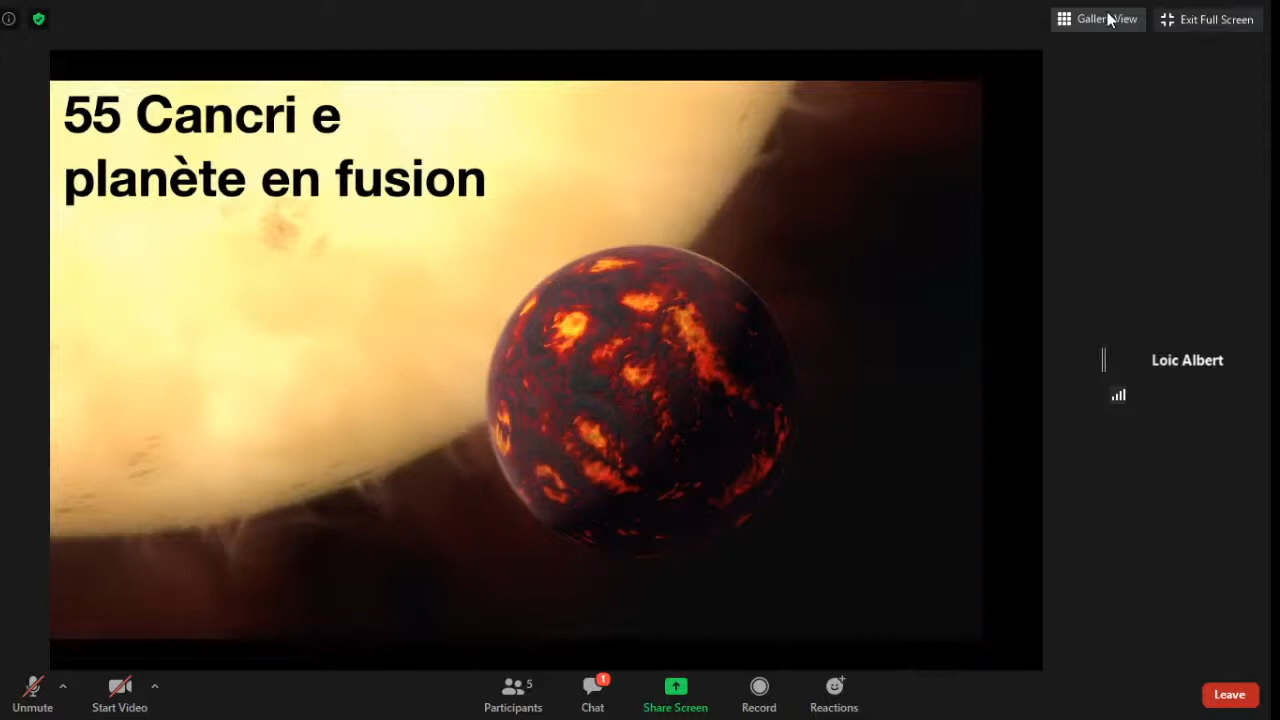 Gallery View
Exit Full Screen
55 Cancri e
planète en fusion
Loic Albert
Unmute
Start Video
5
Participants
1
Chat
Share Screen
Record
Reactions
Leave